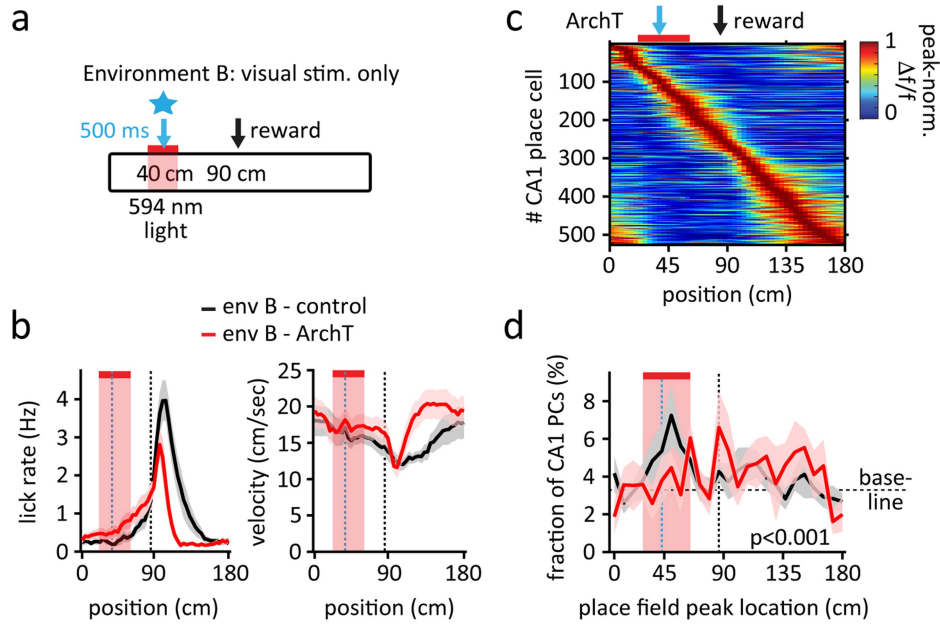 a
Environment B: visual stim. only
500 ms
reward
40 cm 90 cm
594 nm
light
c
ArchT
reward
100
200
300
400
500
# CA1 place cell
0 45 90 135 180
position (cm)
1
0
peak-norm.
Δf/f
b
env B - control
env B - ArchT
4
3
2
1
0
lick rate (Hz)
0 90 180
position (cm)
25
20
15
10
5
0
velocity (cm/sec)
0 90 180
position (cm)
d
8
6
4
2
0
fraction of CA1 PCs (%)
base-
line
p<0.001
0 45 90 135 180
place field peak location (cm)